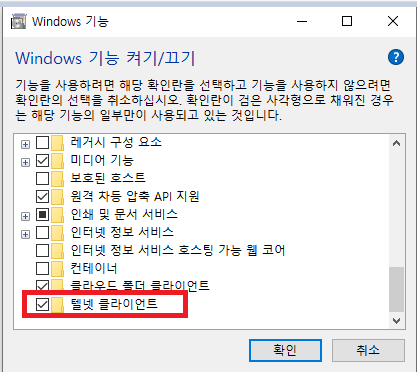 Windows 기능
Windows 기능 켜기/끄기
기능을 사용하려면 해당 확인란을 선택하고 기능을 사용하지 않으려면
확인란의 선택을 취소하십시오. 확인란이 검은 사각형으로 채워진 경우
는 해당 기능의 일부만이 사용되고 있는 것입니다.
레거시 구성 요소
미디어 기능
보호된 호스트
원격 차등 압축 API 지원
인쇄 및 문서 서비스
인터넷 정보 서비스
인터넷 정보 서비스 호스팅 가능 웹 코어
컨테이너
클라우드 폴더 클라이언트
텔넷 클라이언트
확인 취소